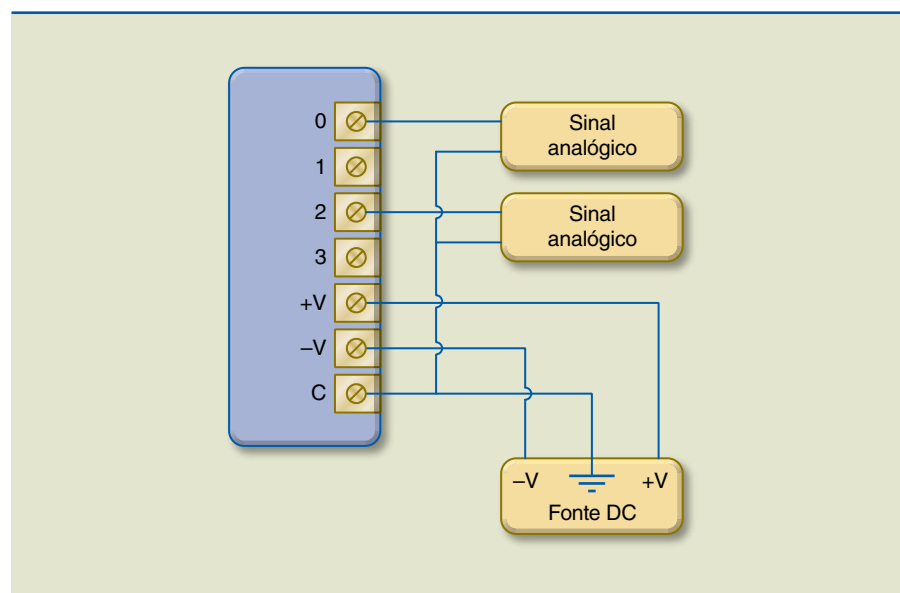 0
1
2
3
+V
–V
C
Sinal
analógico
Sinal
analógico
–V
+V
Fonte DC